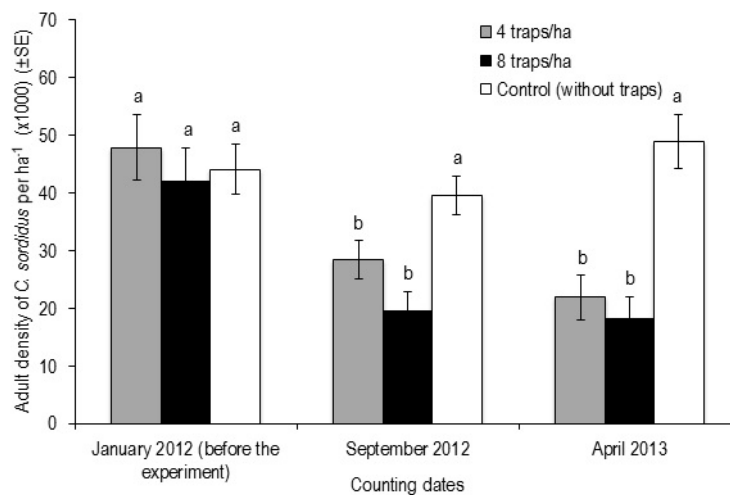 Adult density of C. sordidus per ha⁻¹ (x1000) (±SE)
70
60
50
40
30
20
10
0
4 traps/ha
8 traps/ha
Control (without traps)
a
a
a
b
b
a
b
b
a
January 2012 (before the
experiment)
September 2012
April 2013
Counting dates